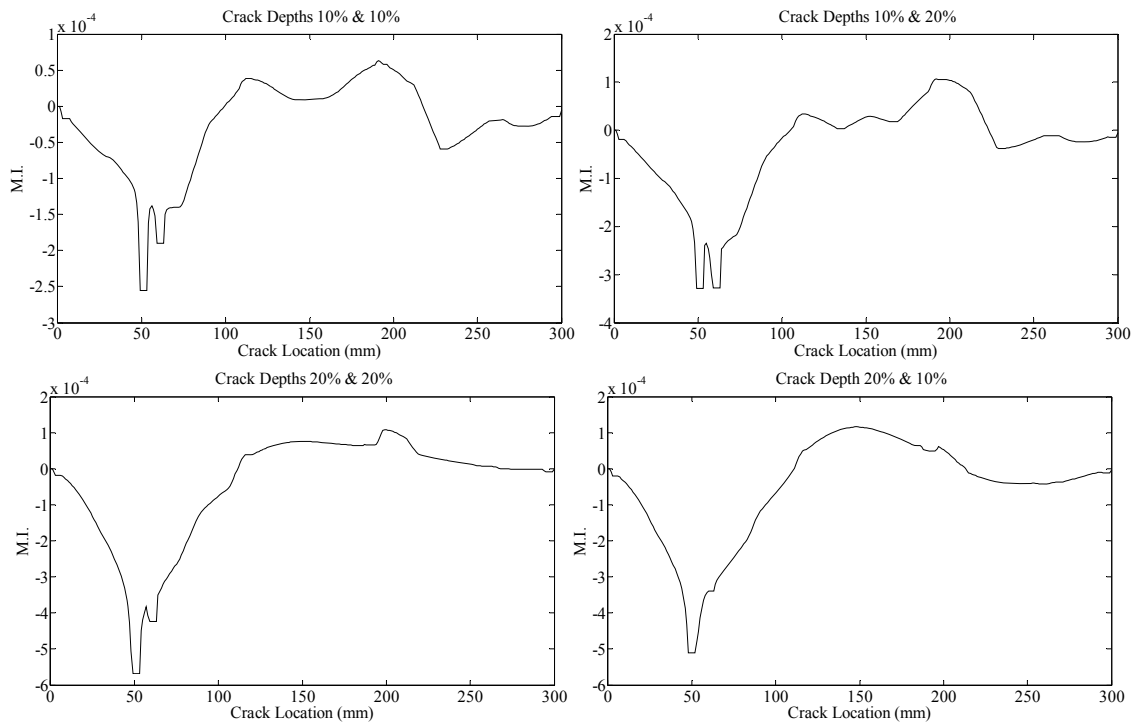 Crack Depths 10% & 10%
x 10^-4
1
0.5
0
-0.5
-1
-1.5
-2
-2.5
-3
M.I.
0 50 100 150 200 250 300
Crack Location (mm)
Crack Depths 10% & 20%
x 10^-4
2
1
0
-1
-2
-3
-4
M.I.
0 50 100 150 200 250 300
Crack Location (mm)
Crack Depths 20% & 20%
x 10^-4
2
1
0
-1
-2
-3
-4
-5
-6
M.I.
0 50 100 150 200 250 300
Crack Location (mm)
Crack Depth 20% & 10%
x 10^-4
2
1
0
-1
-2
-3
-4
-5
-6
M.I.
0 50 100 150 200 250 300
Crack Location (mm)